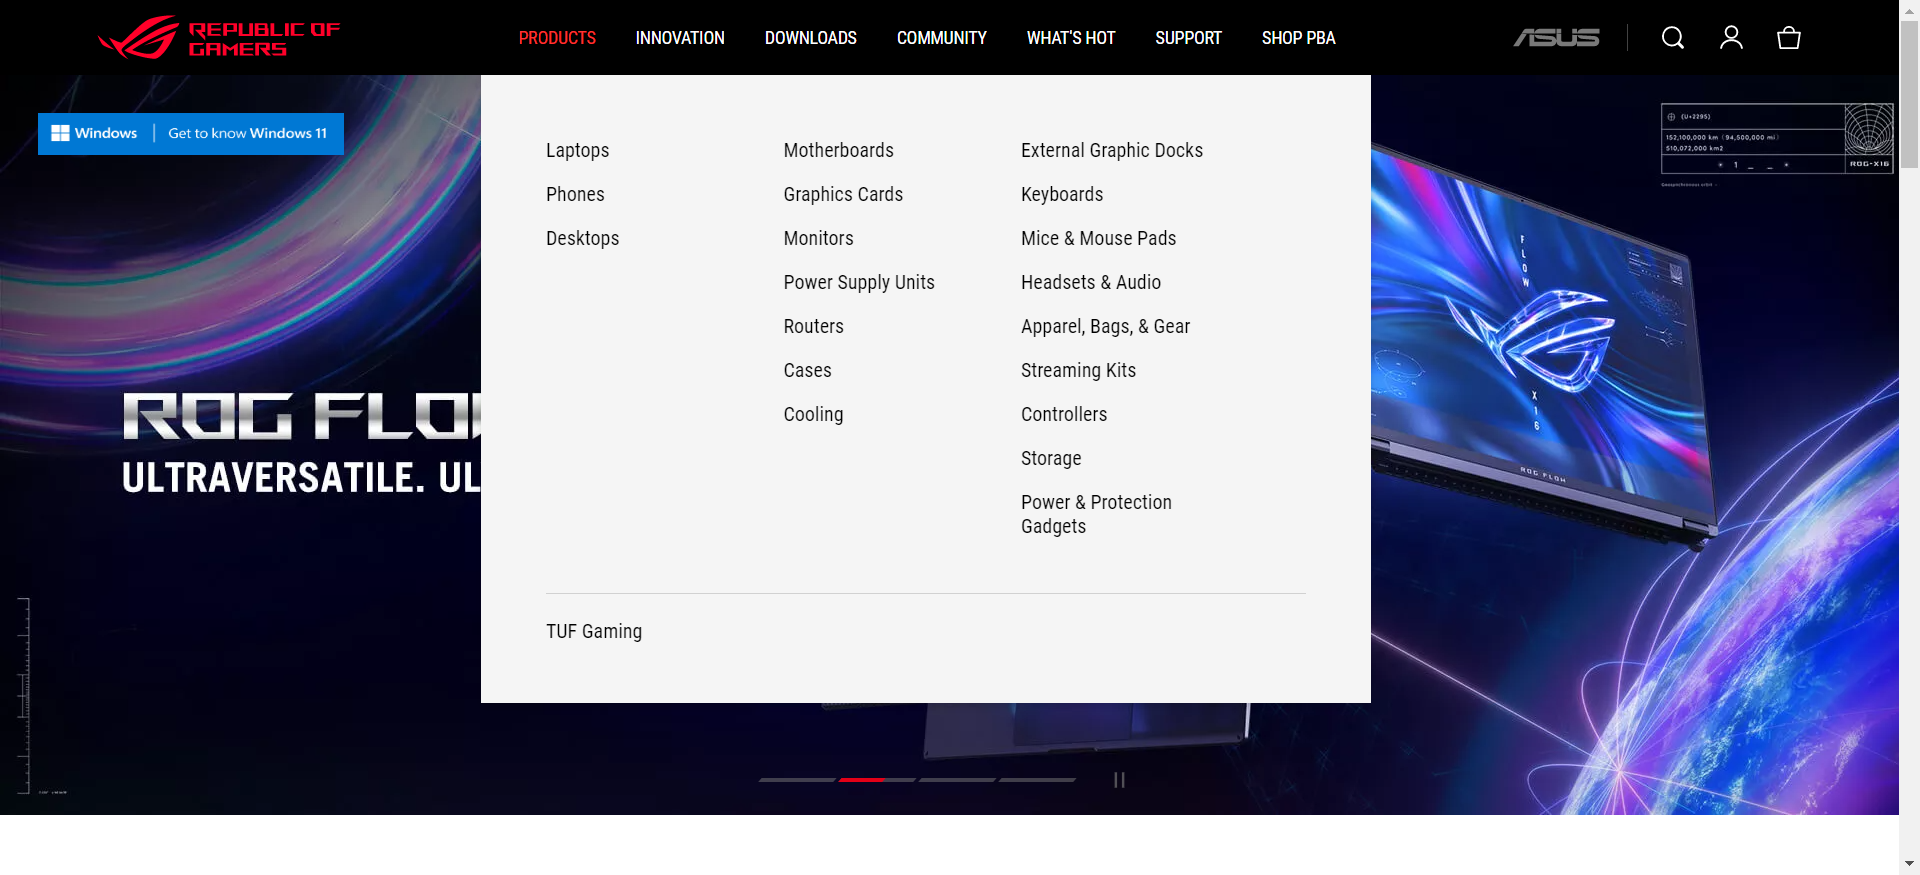 REPUBLIC OF
GAMERS
PRODUCTS
INNOVATION
DOWNLOADS
COMMUNITY
WHAT'S HOT
SUPPORT
SHOP PBA
ASUS
Windows
Get to know Windows 11
Laptops
Phones
Desktops
Motherboards
Graphics Cards
Monitors
Power Supply Units
Routers
Cases
Cooling
External Graphic Docks
Keyboards
Mice & Mouse Pads
Headsets & Audio
Apparel, Bags, & Gear
Streaming Kits
Controllers
Storage
Power & Protection
Gadgets
TUF Gaming
ROG FLOW
ULTRAVERSATILE. UL
(U+2295)
152,100,000 km (94,500,000 mi)
510,072,000 km2
1
ROG-X16
FLOW
X16
ROG FLOW